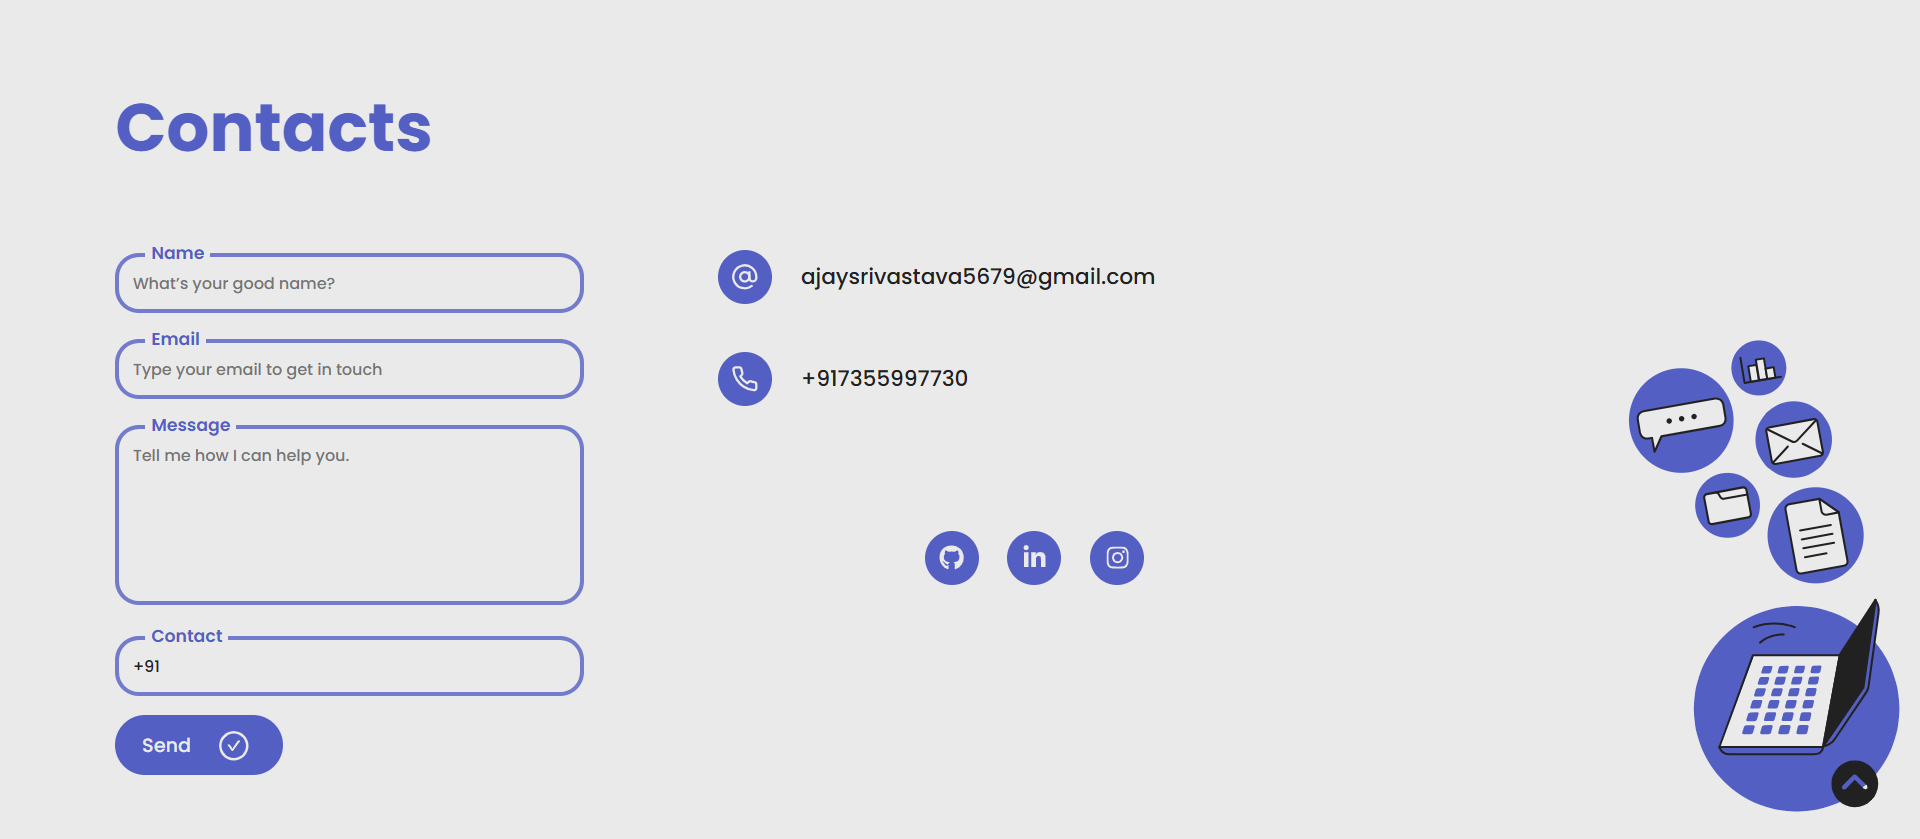 Contacts
Name
What's your good name?
Email
Type your email to get in touch
Message
Tell me how I can help you.
Contact
+91
Send
ajaysrivastava5679@gmail.com
+917355997730
in